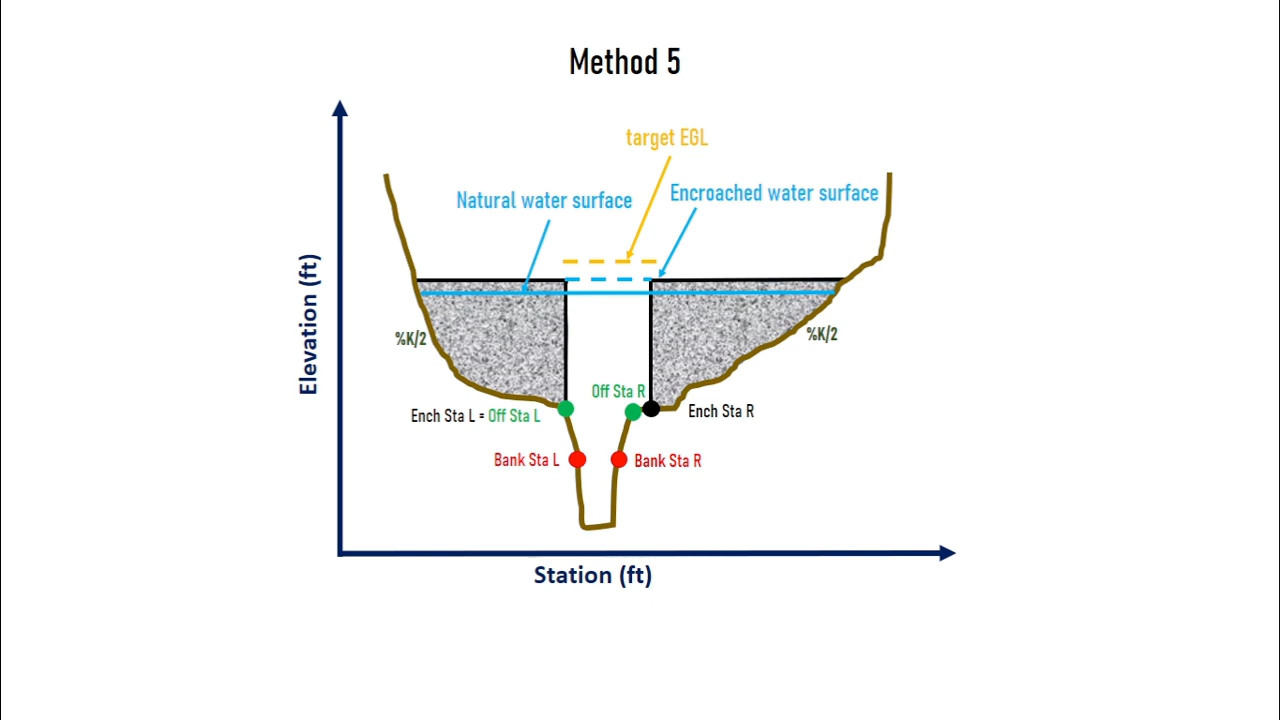 Method 5
target EGL
Natural water surface
Encroached water surface
Elevation (ft)
%K/2
%K/2
Off Sta R
Ench Sta L = Off Sta L
Ench Sta R
Bank Sta L
Bank Sta R
Station (ft)